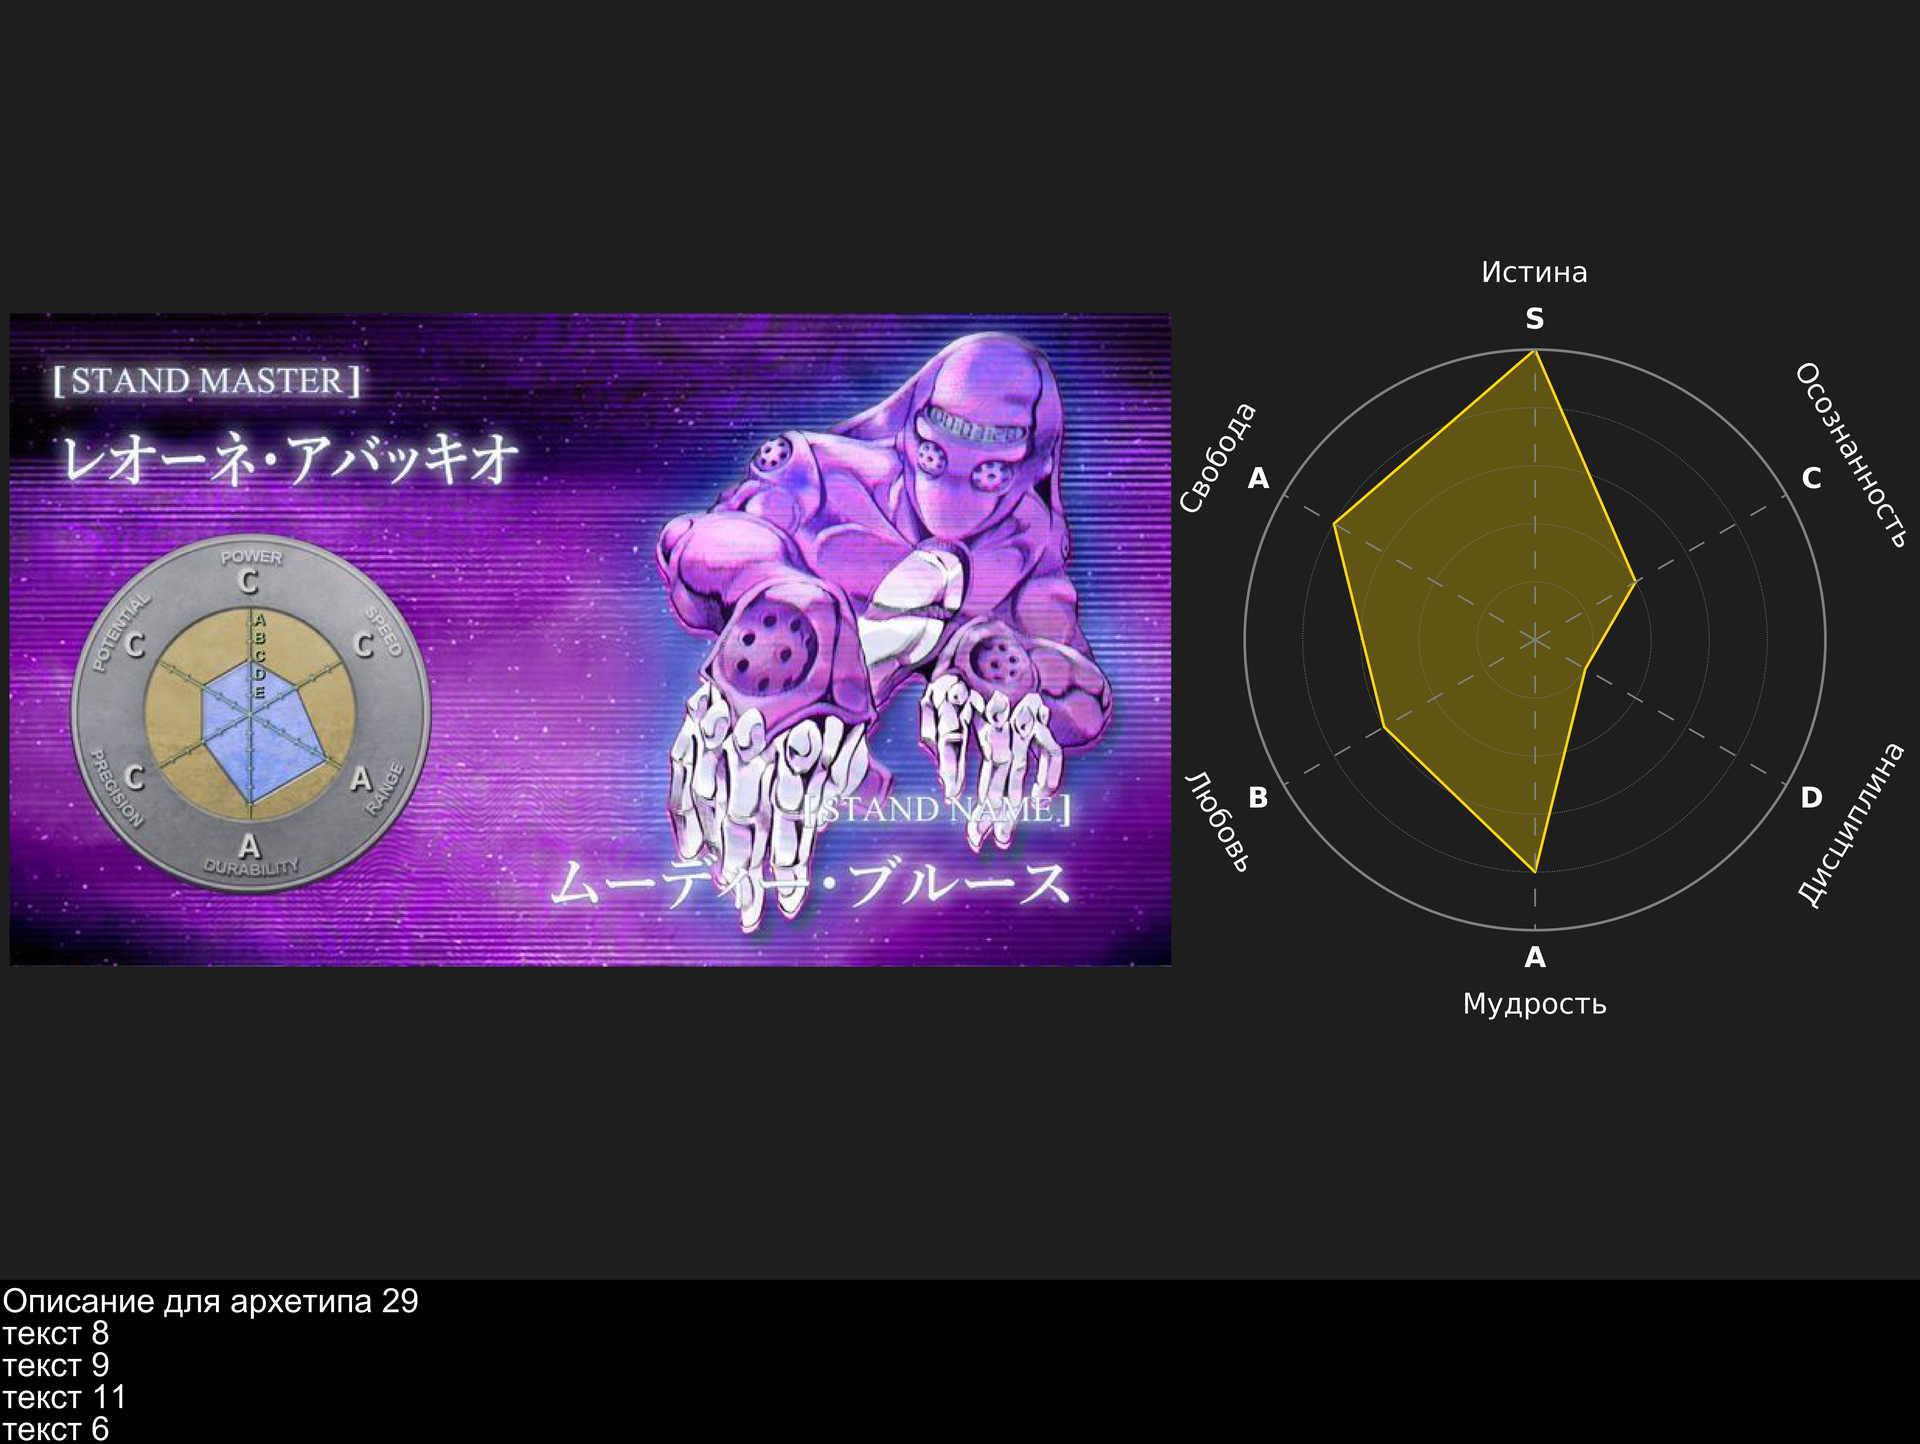 [STAND MASTER]
レオーネ・アバッキオ
POWER
C
SPEED
C
RANGE
A
DURABILITY
A
PRECISION
C
POTENTIAL
C
A
B
C
D
E
[STAND NAME]
ムーディー・ブルース
Истина
S
Осознанность
C
Дисциплина
D
Мудрость
A
Любовь
B
Свобода
A
Описание для архетипа 29
текст 8
текст 9
текст 11
текст 6